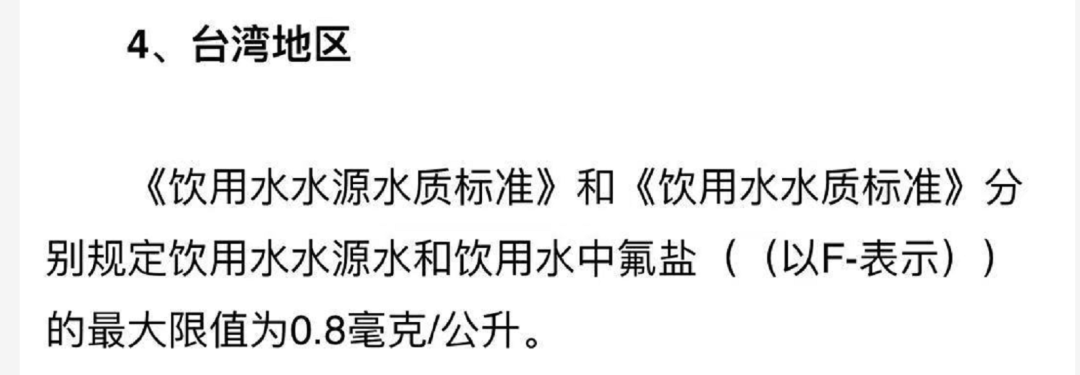 4、台湾地区
《饮用水水源水质标准》和《饮用水水质标准》分
别规定饮用水水源水和饮用水中氟盐（（以F-表示））
的最大限值为0.8毫克/公升。